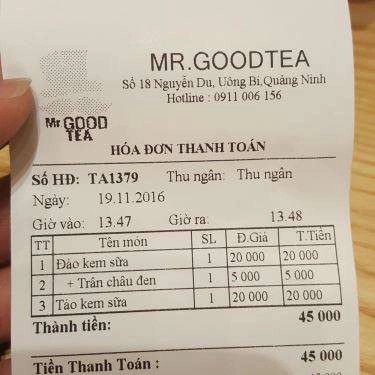 MR.GOODTEA
Số 18 Nguyễn Du, Uông Bí,Quảng Ninh
Hotline : 0911 006 156
Mr GOOD
TEA
HÓA ĐƠN THANH TOÁN
Số HĐ: TA1379 Thu ngân: Thu ngân
Ngày: 19.11.2016
Giờ vào: 13.47 Giờ ra: 13.48
TT Tên món SL Đ.Giá T.Tiền
1 Đào kem sữa 1 20 000 20 000
2 + Trân châu đen 1 5 000 5 000
3 Táo kem sữa 1 20 000 20 000
Thành tiền: 45 000
Tiền Thanh Toán : 45 000